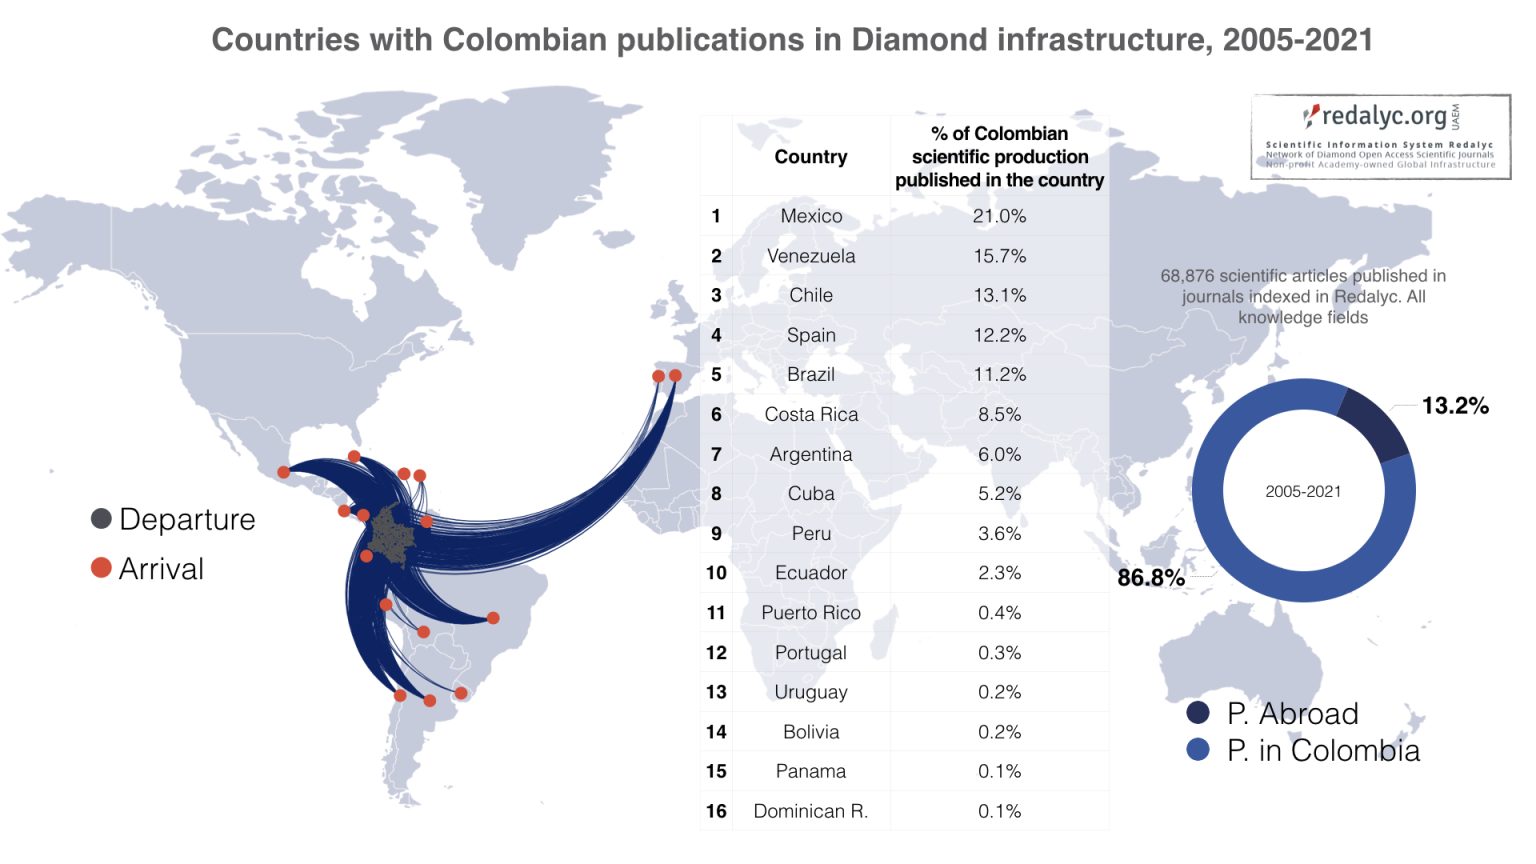 Countries with Colombian publications in Diamond infrastructure, 2005-2021
redalyc.org
UAEM
Scientific Information System Redalyc
Network of Diamond Open Access Scientific Journals
Non-profit Academy-owned Global Infrastructure
Country
% of Colombian
scientific production
published in the country
1 Mexico 21.0%
2 Venezuela 15.7%
3 Chile 13.1%
4 Spain 12.2%
5 Brazil 11.2%
6 Costa Rica 8.5%
7 Argentina 6.0%
8 Cuba 5.2%
9 Peru 3.6%
10 Ecuador 2.3%
11 Puerto Rico 0.4%
12 Portugal 0.3%
13 Uruguay 0.2%
14 Bolivia 0.2%
15 Panama 0.1%
16 Dominican R. 0.1%
Departure
Arrival
68,876 scientific articles published in
journals indexed in Redalyc. All
knowledge fields
13.2%
2005-2021
86.8%
P. Abroad
P. in Colombia